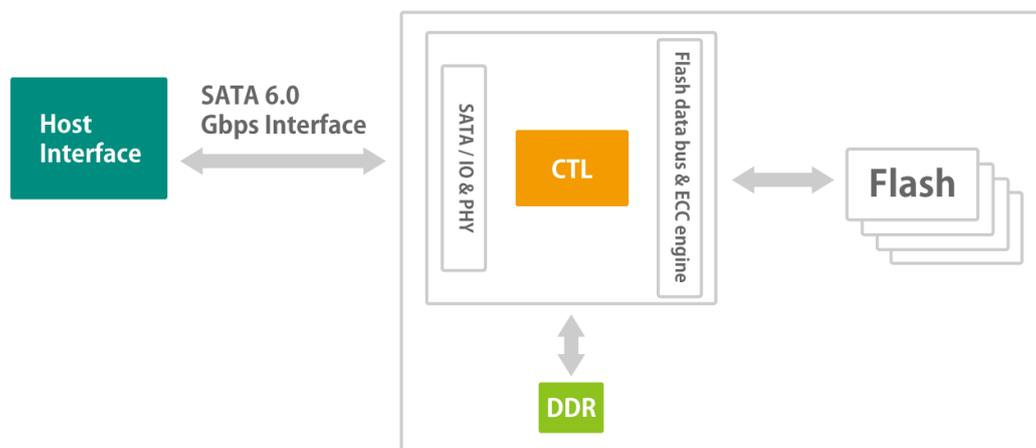 Host
Interface
SATA 6.0
Gbps Interface
SATA / IO & PHY
CTL
Flash data bus & ECC engine
Flash
DDR